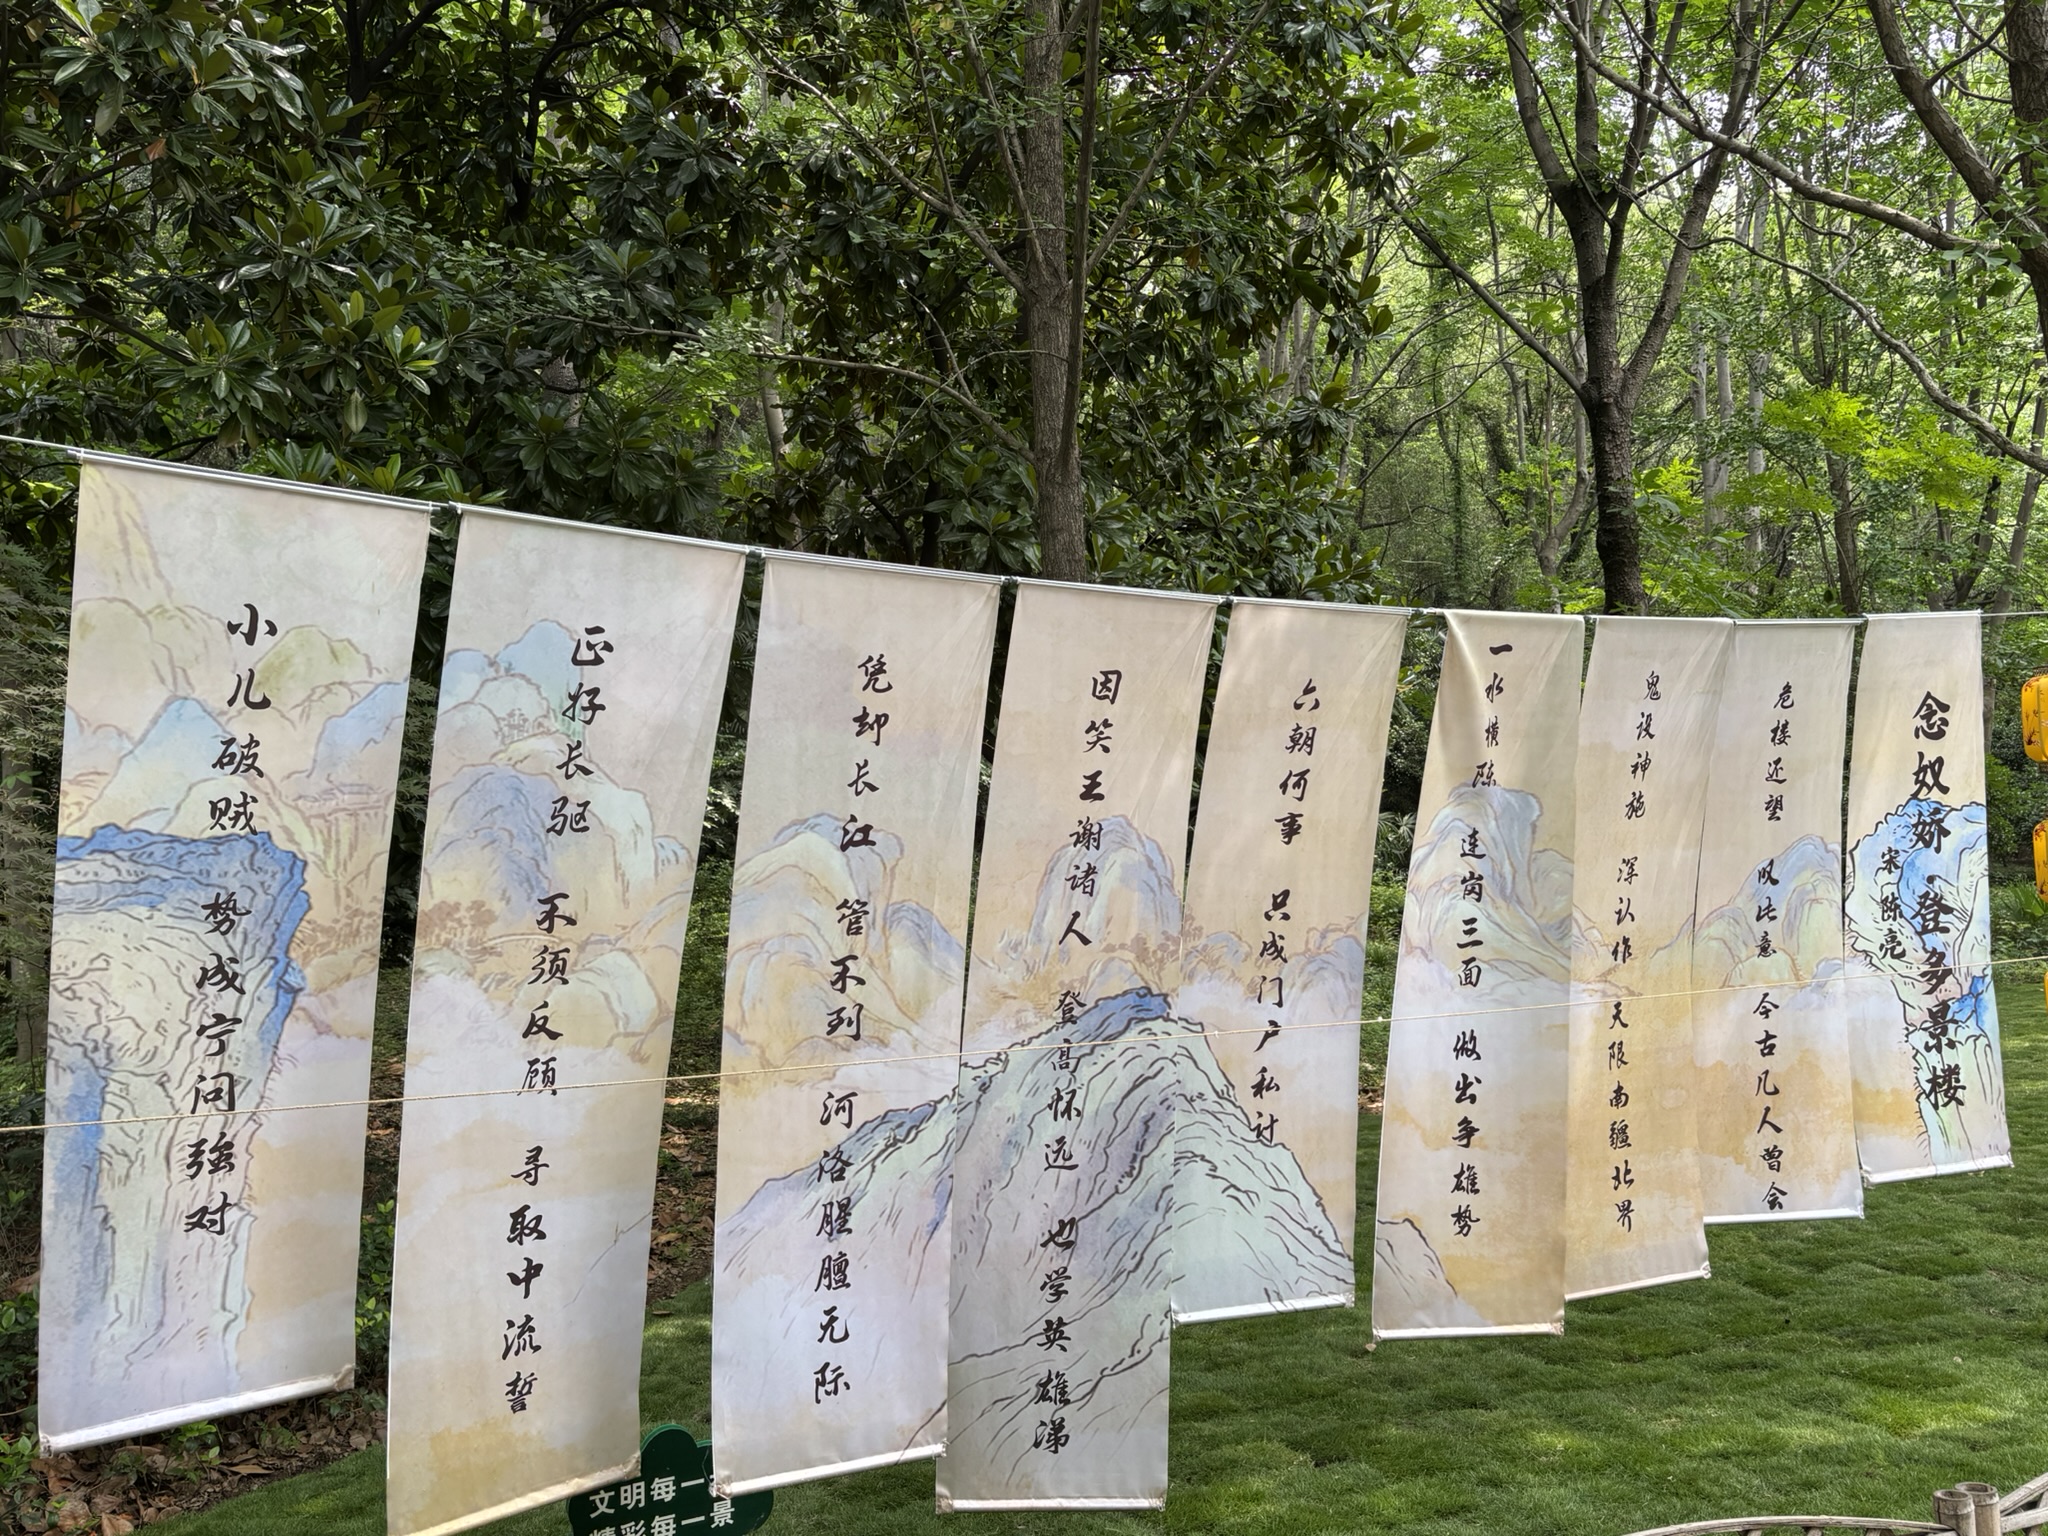 念奴娇·登多景楼
宋 陈亮
危楼还望 叹此意 今古几人曾会
鬼设神施 浑认作 天限南疆北界
一水横陈 连岗三面 做出争雄势
六朝何事 只成门户私计
因笑王谢诸人 登高怀远 也学英雄涕
凭却长江 管不到 河洛腥膻无际
正好长驱 不须反顾 寻取中流誓
小儿破贼 势成宁问强对
文明每一
精彩每一景